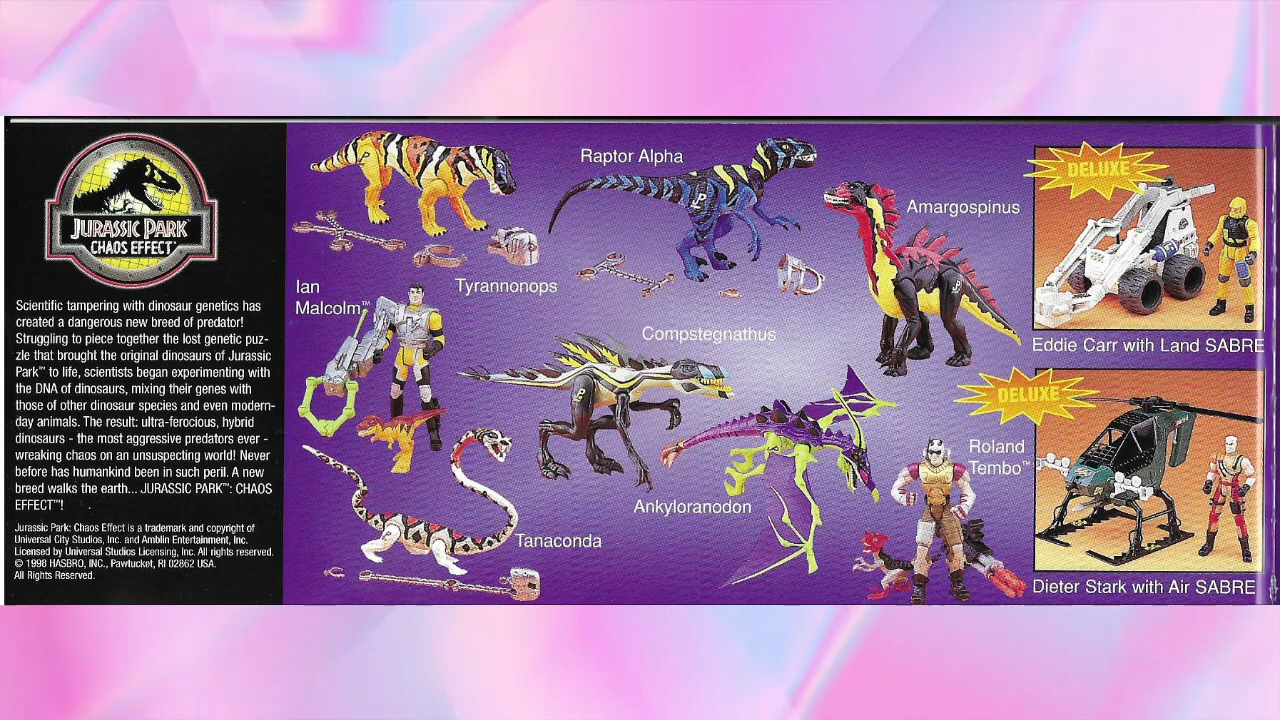 JURASSIC PARK™
CHAOS EFFECT™
Scientific tampering with dinosaur genetics has
created a dangerous new breed of predator!
Struggling to piece together the lost genetic puz-
zle that brought the original dinosaurs of Jurassic
Park™ to life, scientists began experimenting with
the DNA of dinosaurs, mixing their genes with
those of other dinosaur species and even modern-
day animals. The result: ultra-ferocious, hybrid
dinosaurs - the most aggressive predators ever -
wreaking chaos on an unsuspecting world! Never
before has humankind been in such peril. A new
breed walks the earth... JURASSIC PARK™: CHAOS
EFFECT™!
Jurassic Park: Chaos Effect is a trademark and copyright of
Universal City Studios, Inc. and Amblin Entertainment, Inc.
Licensed by Universal Studios Licensing, Inc. All rights reserved.
© 1998 HASBRO, INC., Pawtucket, RI 02862 USA.
All Rights Reserved.
Raptor Alpha
Amargospinus
Ian
Malcolm™
Tyrannonops
Compstegnathus
Ankyloranodon
Tanaconda
Roland
Tembo™
DELUXE
Eddie Carr with Land SABRE
DELUXE
Dieter Stark with Air SABRE